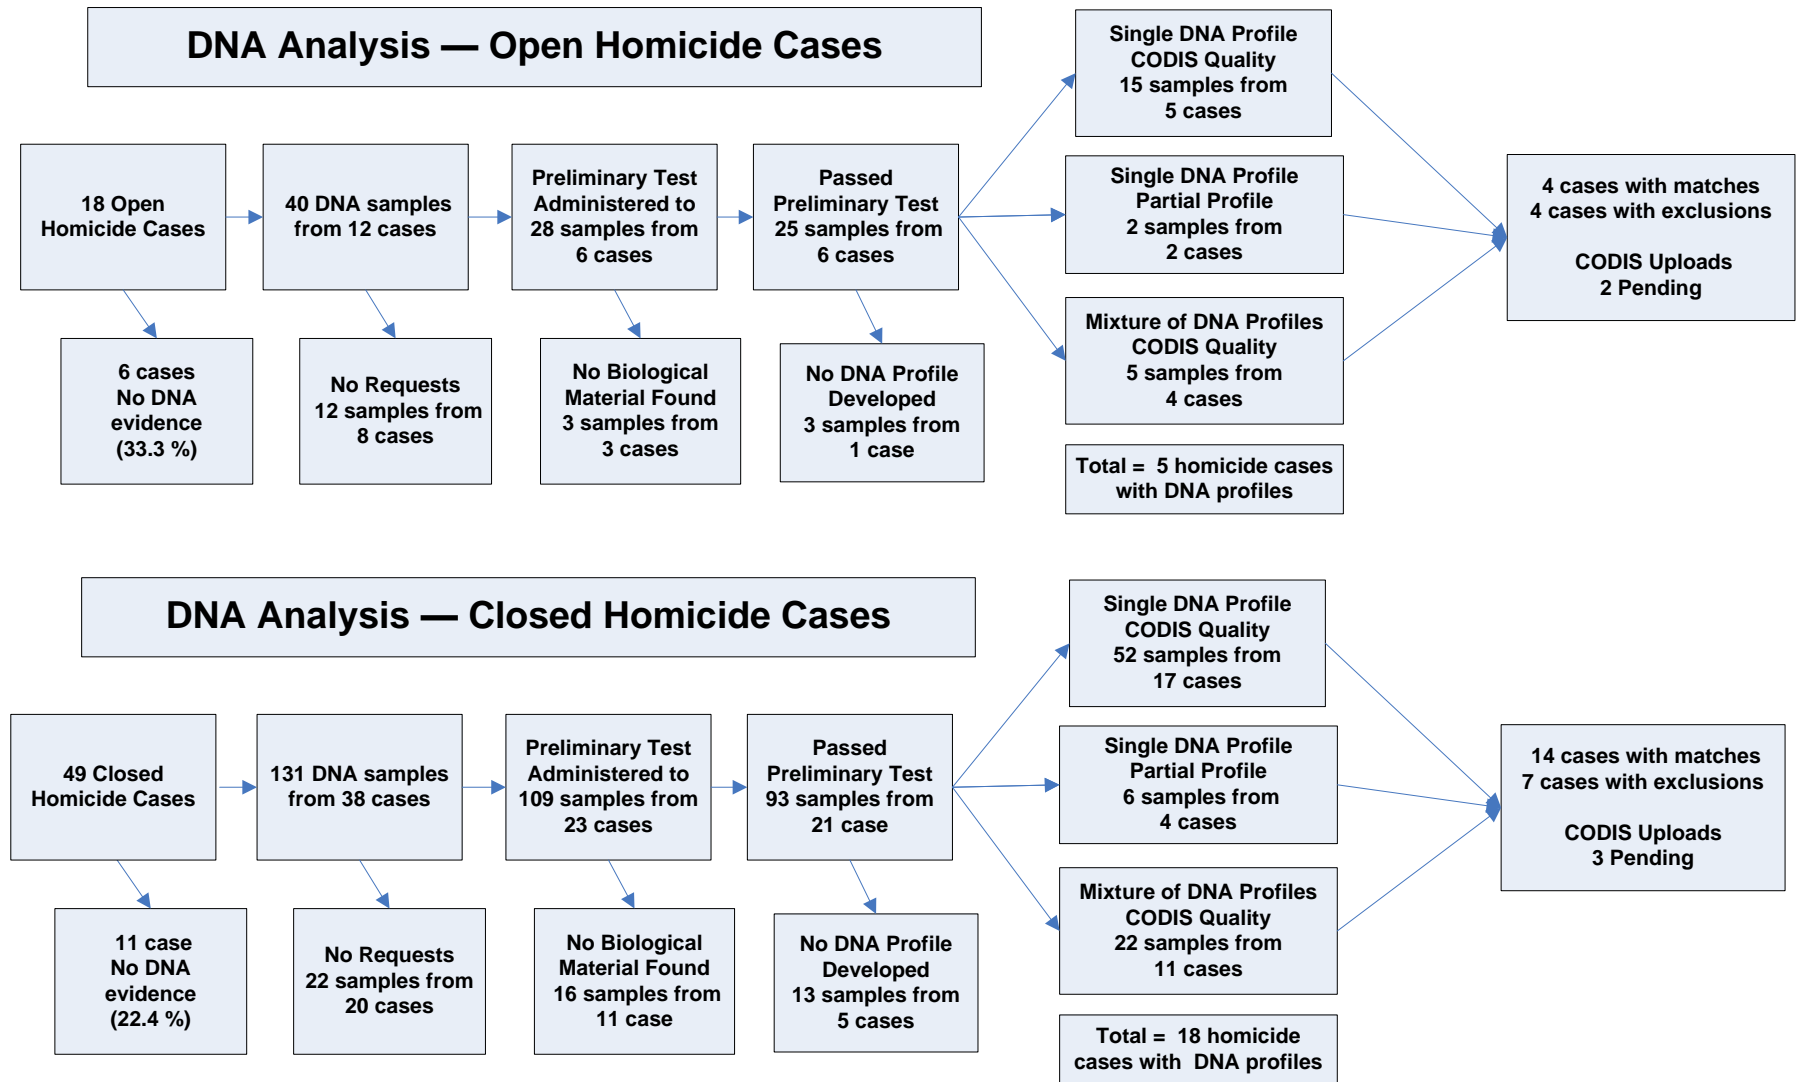 DNA Analysis — Open Homicide Cases
18 Open
Homicide Cases
40 DNA samples
from 12 cases
Preliminary Test
Administered to
28 samples from
6 cases
Passed
Preliminary Test
25 samples from
6 cases
6 cases
No DNA
evidence
(33.3 %)
No Requests
12 samples from
8 cases
No Biological
Material Found
3 samples from
3 cases
No DNA Profile
Developed
3 samples from
1 case
Single DNA Profile
CODIS Quality
15 samples from
5 cases
Single DNA Profile
Partial Profile
2 samples from
2 cases
Mixture of DNA Profiles
CODIS Quality
5 samples from
4 cases
Total =  5 homicide cases
with DNA profiles
4 cases with matches
4 cases with exclusions
CODIS Uploads
2 Pending
DNA Analysis — Closed Homicide Cases
49 Closed
Homicide Cases
131 DNA samples
from 38 cases
Preliminary Test
Administered to
109 samples from
23 cases
Passed
Preliminary Test
93 samples from
21 case
11 case
No DNA
evidence
(22.4 %)
No Requests
22 samples from
20 cases
No Biological
Material Found
16 samples from
11 case
No DNA Profile
Developed
13 samples from
5 cases
Single DNA Profile
CODIS Quality
52 samples from
17 cases
Single DNA Profile
Partial Profile
6 samples from
4 cases
Mixture of DNA Profiles
CODIS Quality
22 samples from
11 cases
Total =  18 homicide
cases with  DNA profiles
14 cases with matches
7 cases with exclusions
CODIS Uploads
3 Pending